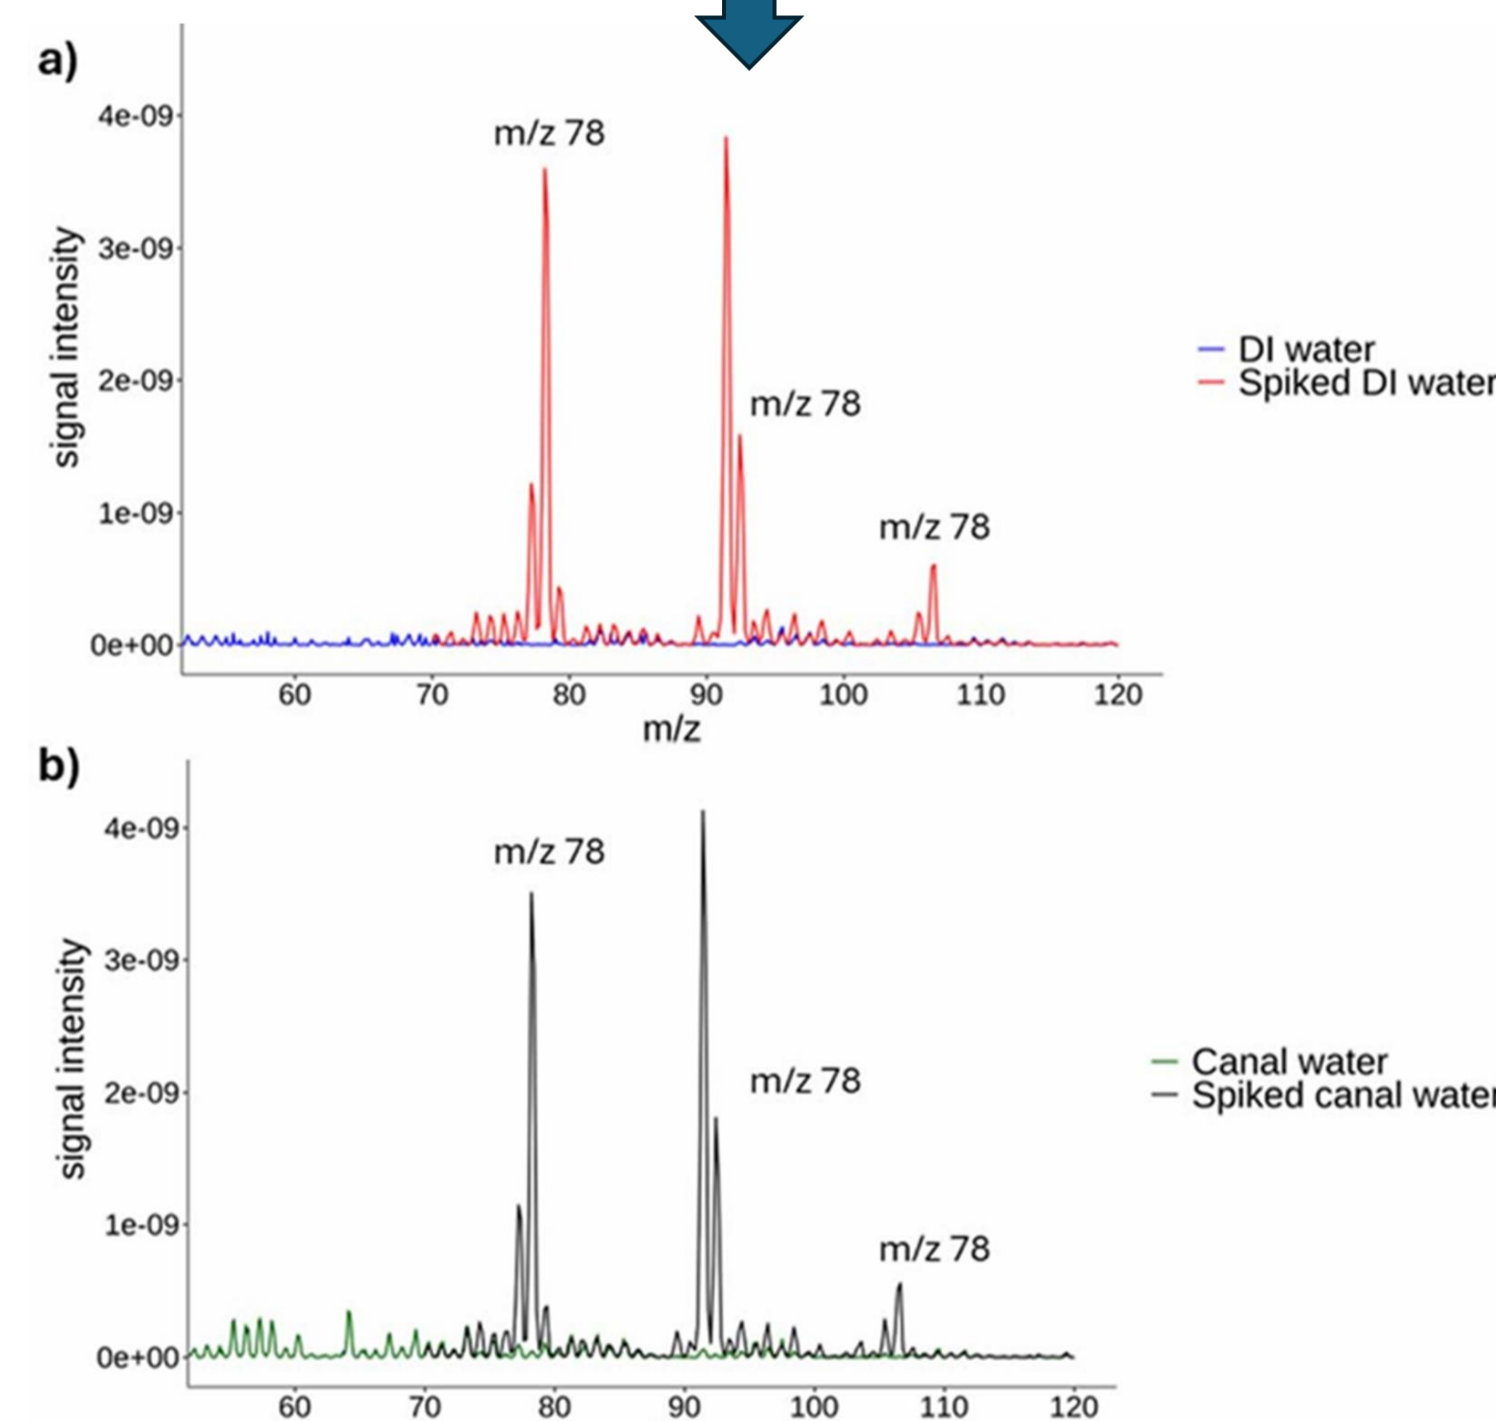 a)
4e-09
m/z 78
3e-09
signal intensity
DI water
Spiked DI water
2e-09
m/z 78
1e-09
m/z 78
0e+00
60 70 80 90 100 110 120
m/z
b)
4e-09
m/z 78
3e-09
signal intensity
Canal water
Spiked canal water
2e-09
m/z 78
1e-09
m/z 78
0e+00
60 70 80 90 100 110 120